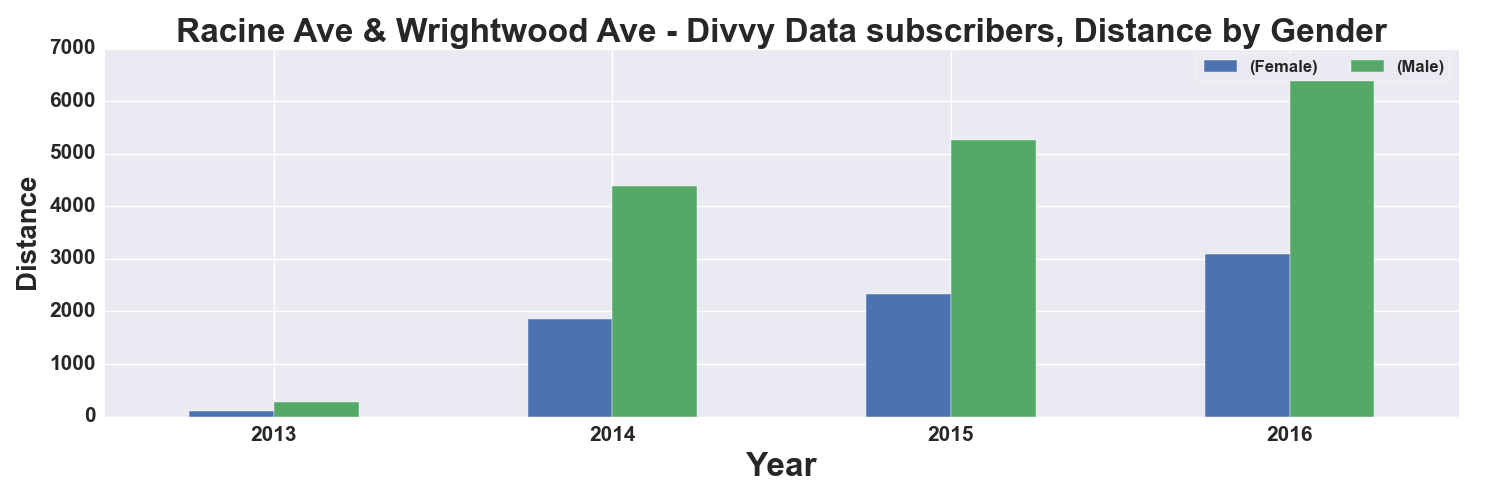 Racine Ave & Wrightwood Ave - Divvy Data subscribers, Distance by Gender
(Female) (Male)
Distance
7000
6000
5000
4000
3000
2000
1000
0
2013 2014 2015 2016
Year